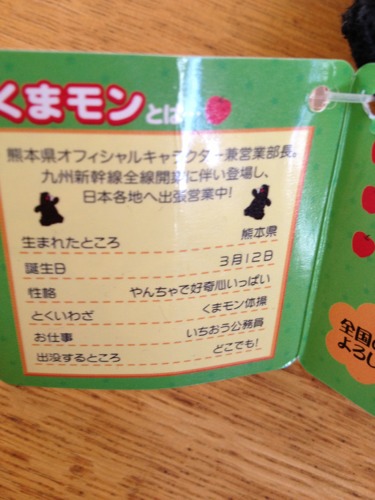 くまモンとは…
熊本県オフィシャルキャラクター兼営業部長。
九州新幹線全線開業に伴い登場し、
日本各地へ出張営業中!
生まれたところ 熊本県
誕生日 3月12日
性格 やんちゃで好奇心いっぱい
とくいわざ くまモン体操
お仕事 いちおう公務員
出没するところ どこでも!
全国の
よろし